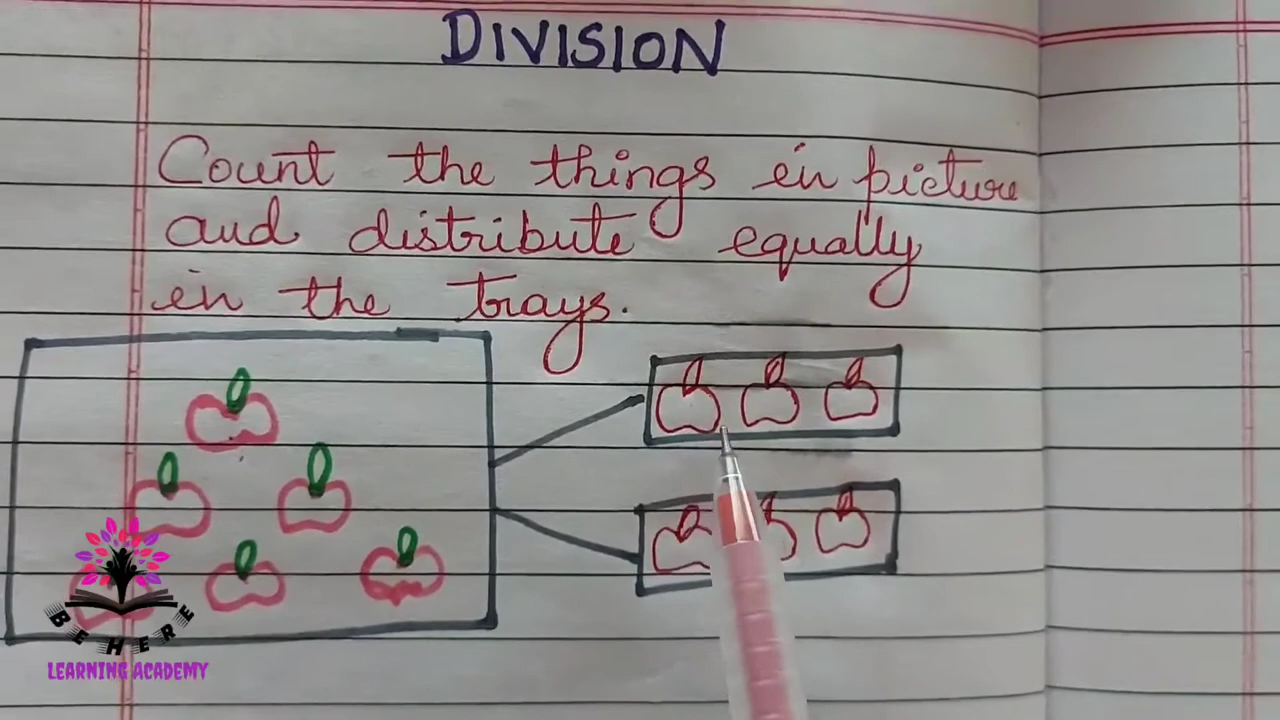 DIVISION
Count the things in picture
and distribute equally
in the trays.
BEHERE
LEARNING ACADEMY